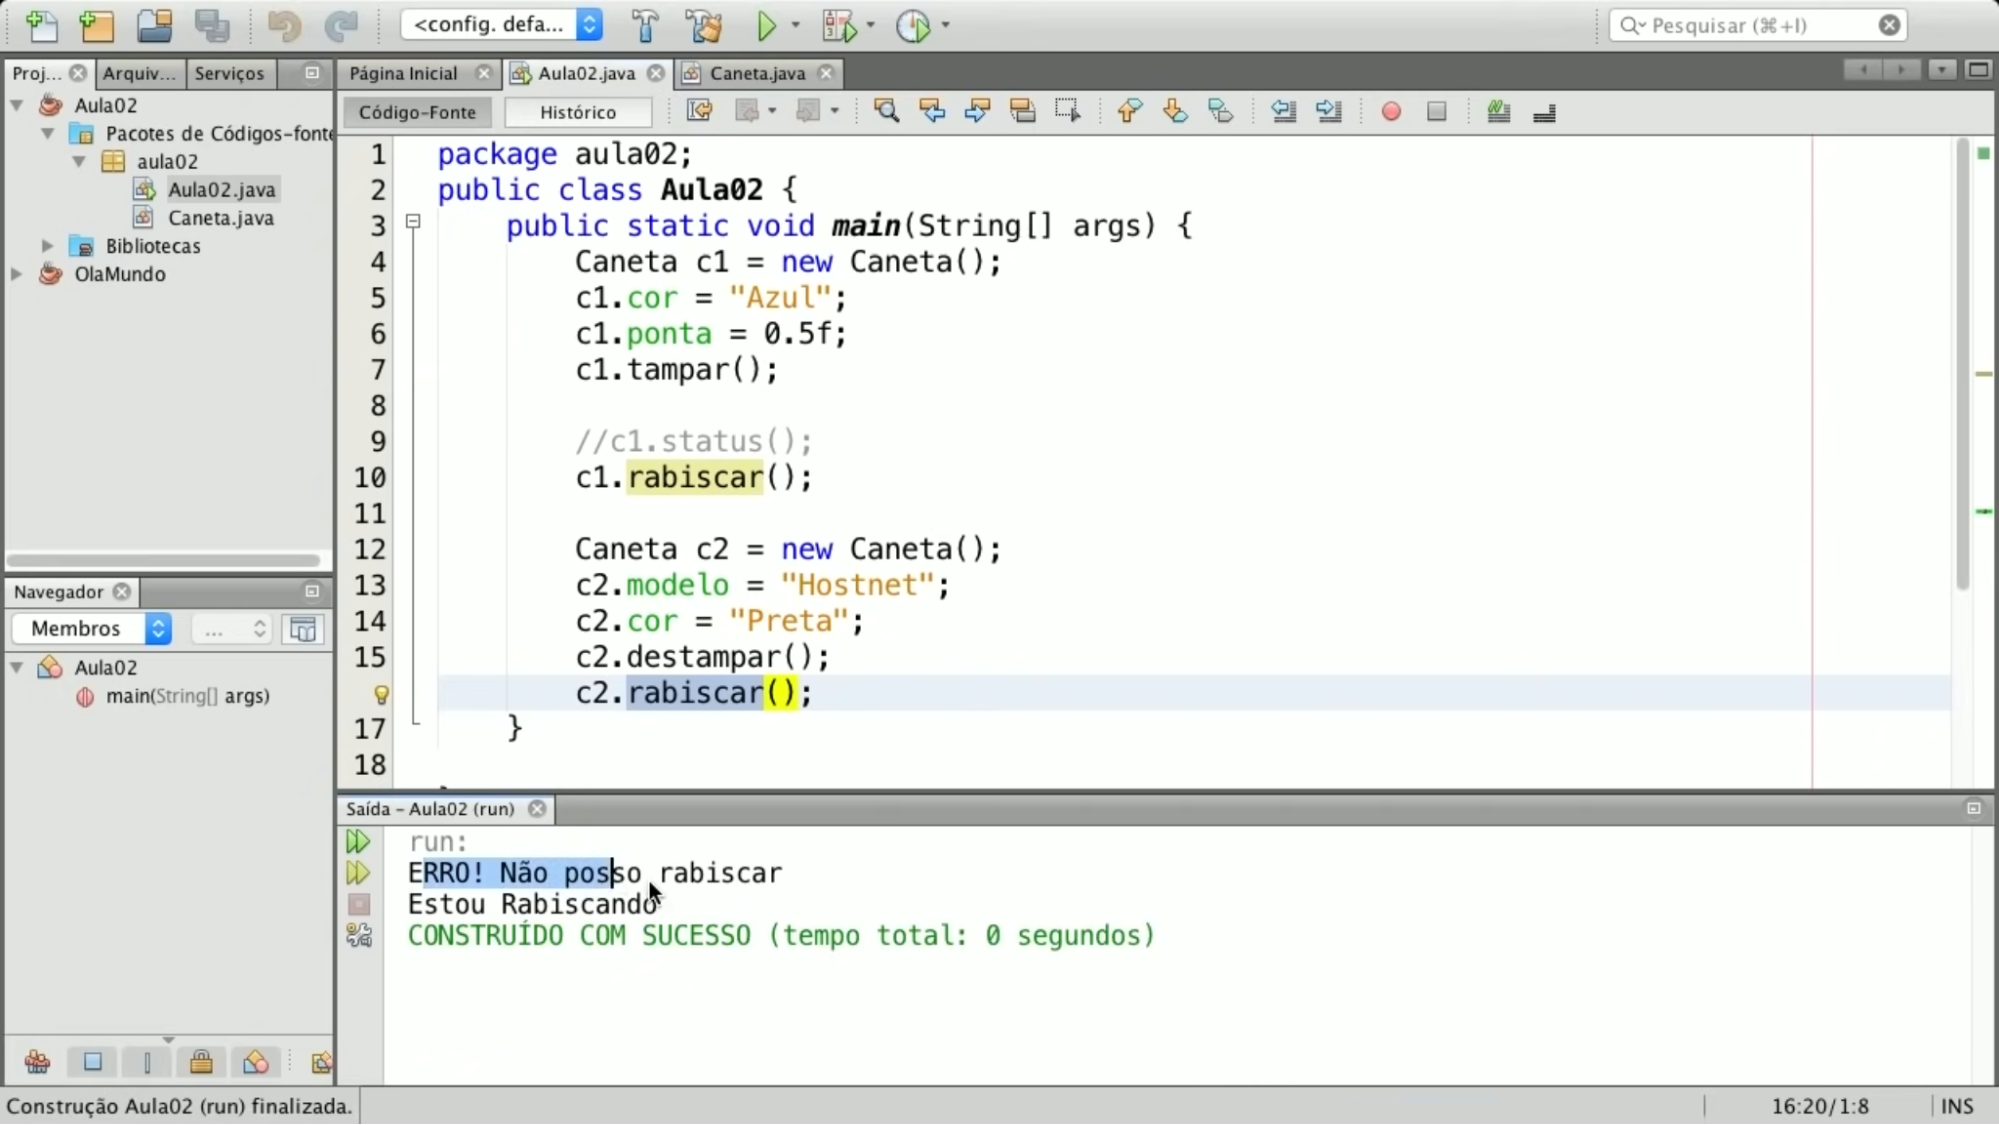 <config. defa...
Pesquisar (⌘+I)
Proj...
Arquiv...
Serviços
Página Inicial
Aula02.java
Caneta.java
Aula02
Pacotes de Códigos-fonte
aula02
Aula02.java
Caneta.java
Bibliotecas
OlaMundo
Código-Fonte
Histórico
1 package aula02;
2 public class Aula02 {
3 public static void main(String[] args) {
4 Caneta c1 = new Caneta();
5 c1.cor = "Azul";
6 c1.ponta = 0.5f;
7 c1.tampar();
8
9 //c1.status();
10 c1.rabiscar();
11
12 Caneta c2 = new Caneta();
13 c2.modelo = "Hostnet";
14 c2.cor = "Preta";
15 c2.destampar();
c2.rabiscar();
17 }
18
Navegador
Membros
...
Aula02
main(String[] args)
Saída - Aula02 (run)
run:
ERRO! Não posso rabiscar
Estou Rabiscando
CONSTRUÍDO COM SUCESSO (tempo total: 0 segundos)
Construção Aula02 (run) finalizada.
16:20/1:8
INS